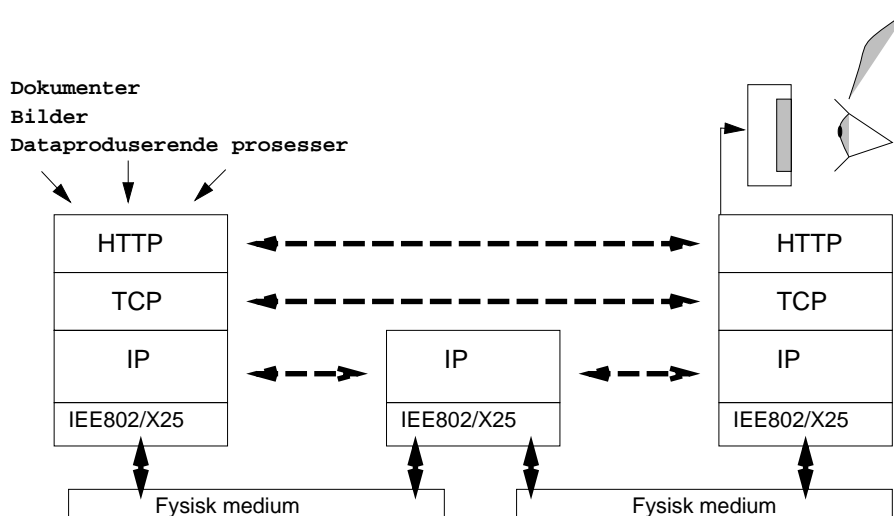 Dokumenter
Bilder
Dataproduserende prosesser
HTTP
HTTP
TCP
TCP
IP
IP
IP
IEE802/X25
IEE802/X25
IEE802/X25
Fysisk medium
Fysisk medium